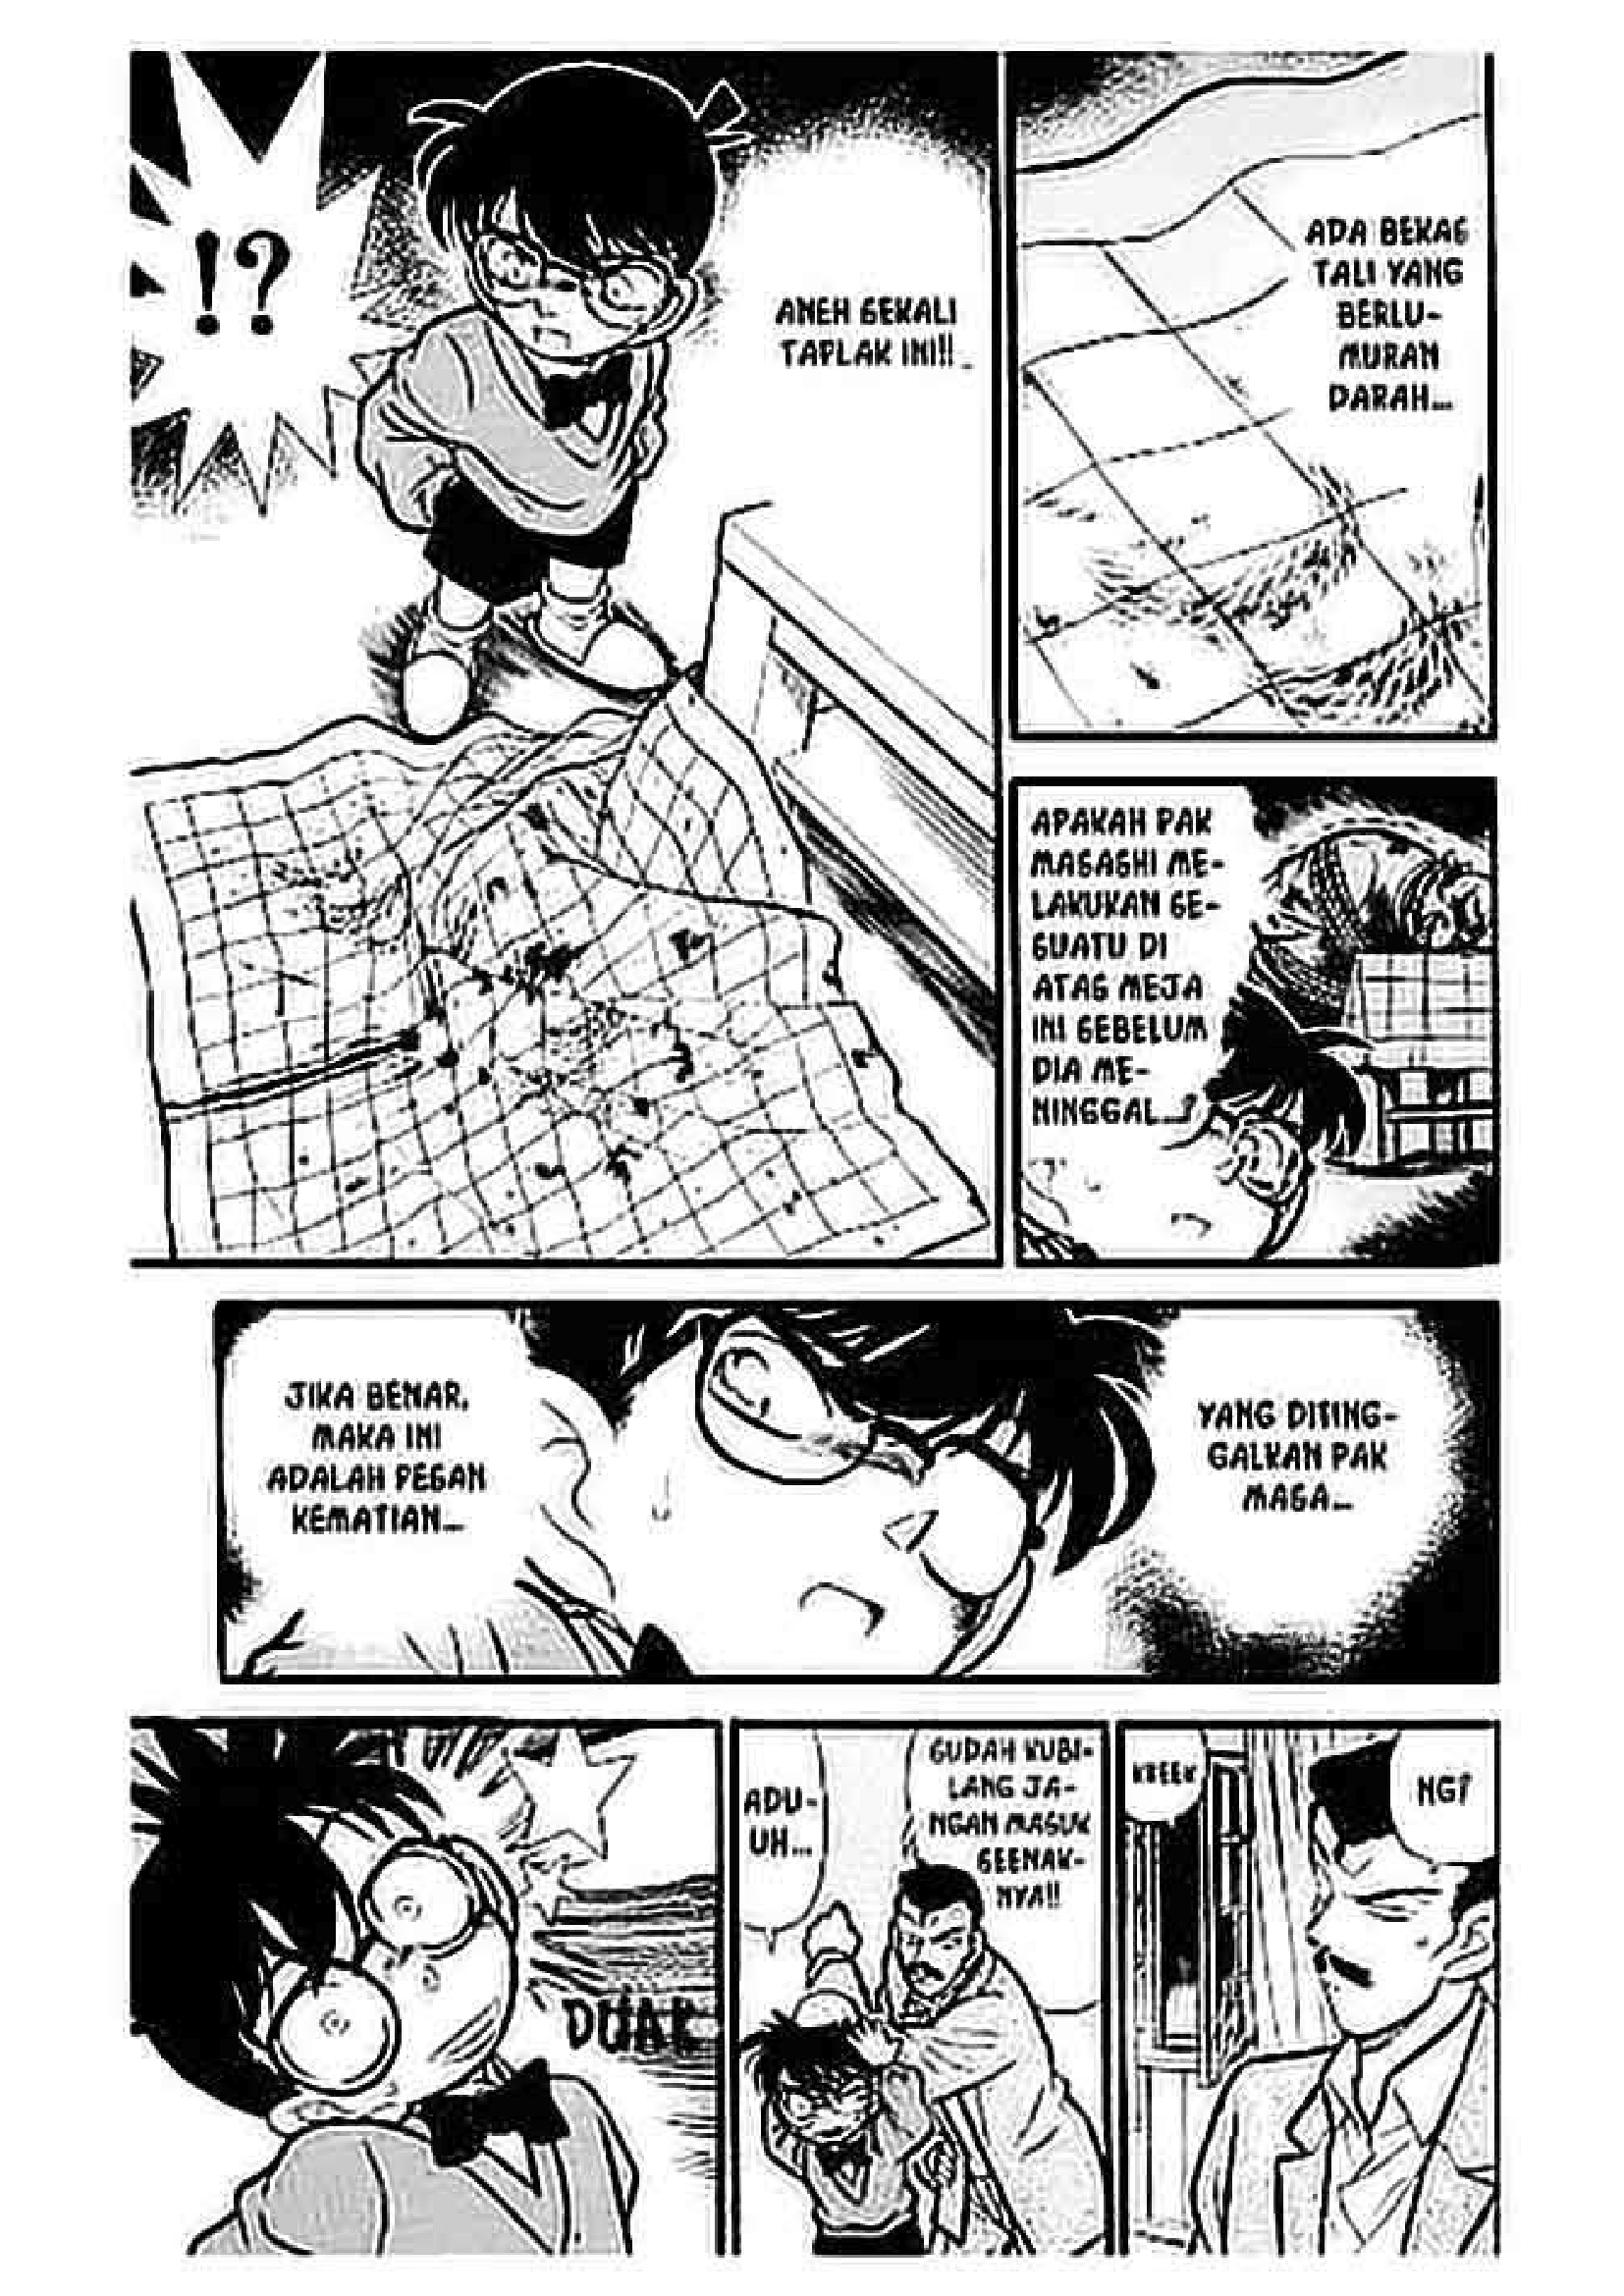 !?
ANEH SEKALI
TAPLAK INI!!
ADA BEKAS
TALI YANG
BERLU-
MURAN
DARAH...
APAKAH PAK
MASASHI ME-
LAKUKAN SE-
SUATU DI
ATAS MEJA
INI SEBELUM
DIA ME-
NINGGAL...?
JIKA BENAR,
MAKA INI
ADALAH PESAN
KEMATIAN...
YANG DITING-
GALKAN PAK
MASA...
DUAK
ADU-
UH...
SUDAH KUBI-
LANG JA-
NGAN MASUK
SEENAK-
NYA!!
KREEK
NG?